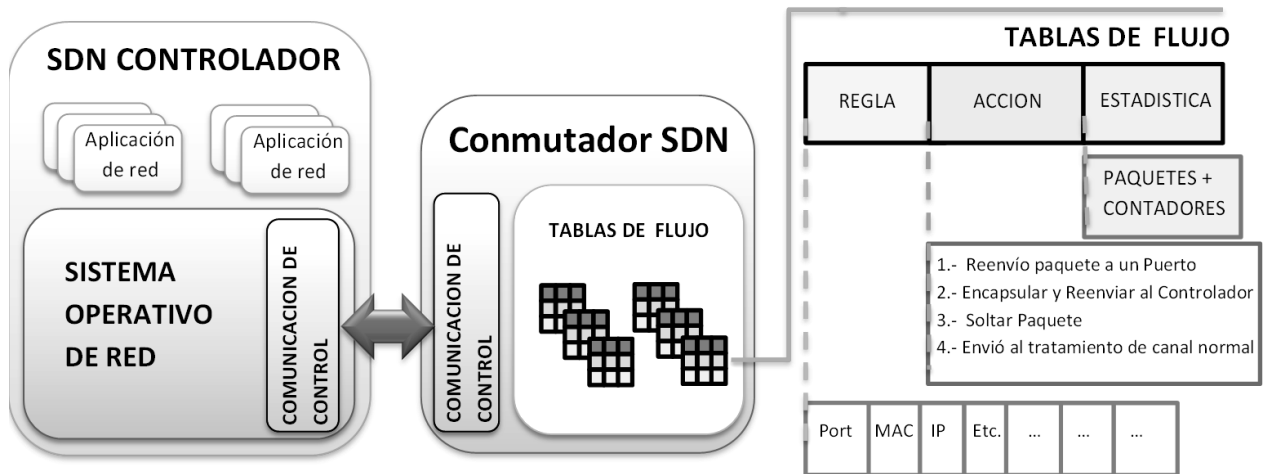 SDN CONTROLADOR
Aplicación
de red
Aplicación
de red
SISTEMA
OPERATIVO
DE RED
COMUNICACION DE
CONTROL
Conmutador SDN
COMUNICACION DE
CONTROL
TABLAS DE FLUJO
TABLAS DE FLUJO
REGLA ACCION ESTADISTICA
PAQUETES +
CONTADORES
1.- Reenvío paquete a un Puerto
2.- Encapsular y Reenviar al Controlador
3.- Soltar Paquete
4.- Envió al tratamiento de canal normal
Port MAC IP Etc. ... ... ...